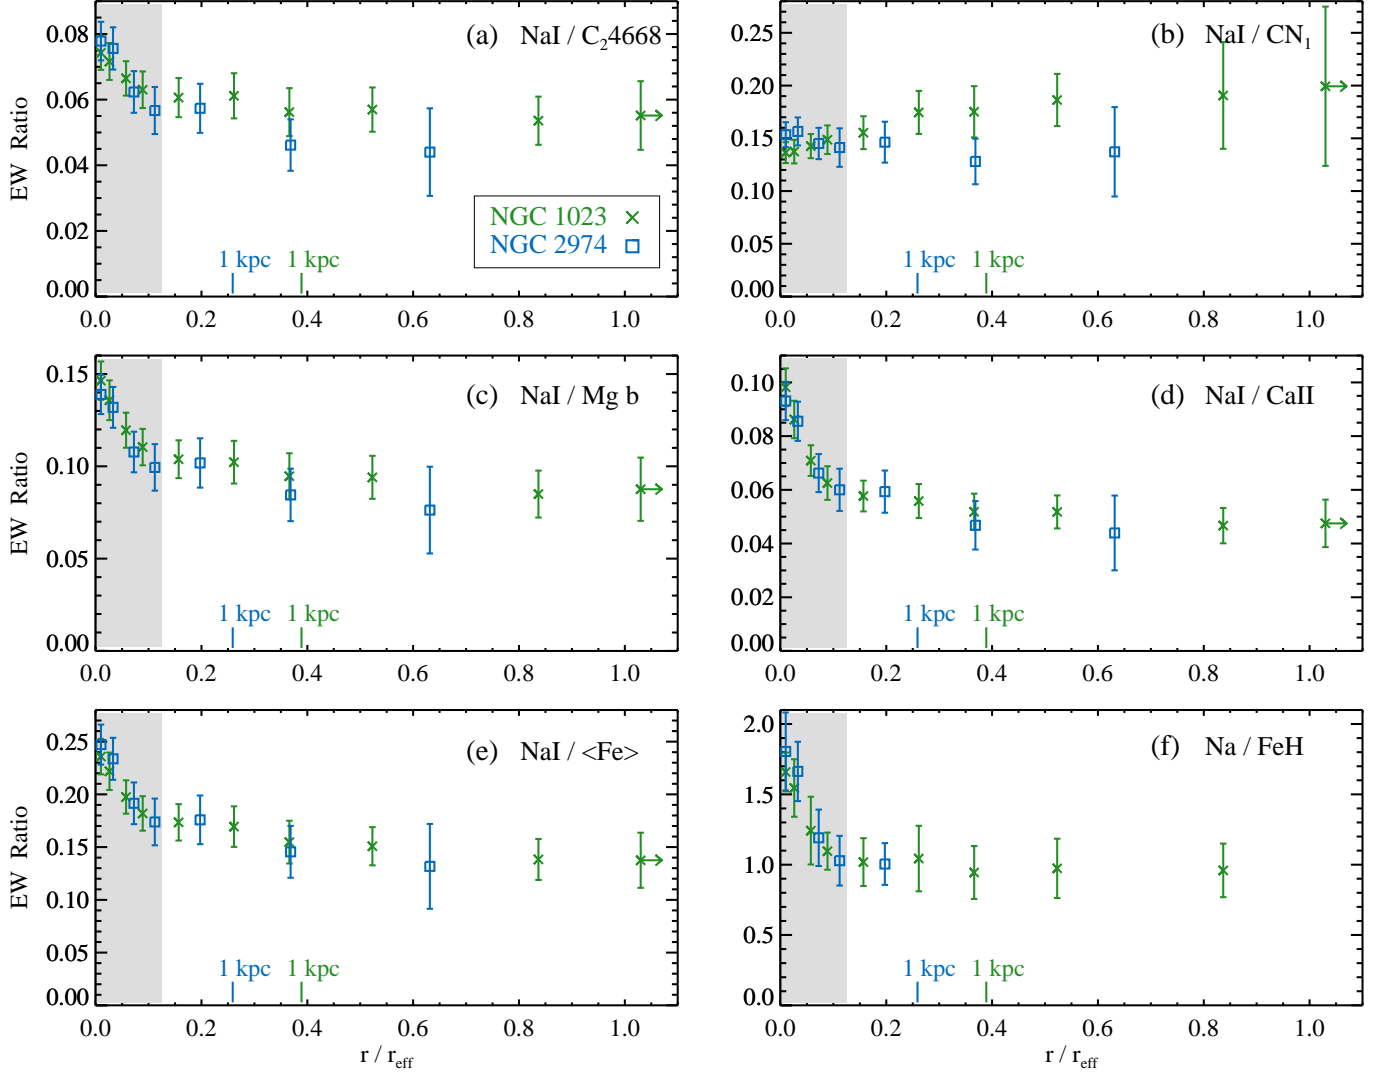 (a) NaI / C₂4668
EW Ratio
0.08
0.06
0.04
0.02
0.00
NGC 1023
NGC 2974
1 kpc 1 kpc
0.0 0.2 0.4 0.6 0.8 1.0
(b) NaI / CN₁
0.25
0.20
0.15
0.10
0.05
0.00
1 kpc 1 kpc
0.0 0.2 0.4 0.6 0.8 1.0
(c) NaI / Mg b
EW Ratio
0.15
0.10
0.05
0.00
1 kpc 1 kpc
0.0 0.2 0.4 0.6 0.8 1.0
(d) NaI / CaII
0.10
0.08
0.06
0.04
0.02
0.00
1 kpc 1 kpc
0.0 0.2 0.4 0.6 0.8 1.0
(e) NaI / <Fe>
EW Ratio
0.25
0.20
0.15
0.10
0.05
0.00
1 kpc 1 kpc
0.0 0.2 0.4 0.6 0.8 1.0
r / r_eff
(f) Na / FeH
2.0
1.5
1.0
0.5
0.0
1 kpc 1 kpc
0.0 0.2 0.4 0.6 0.8 1.0
r / r_eff